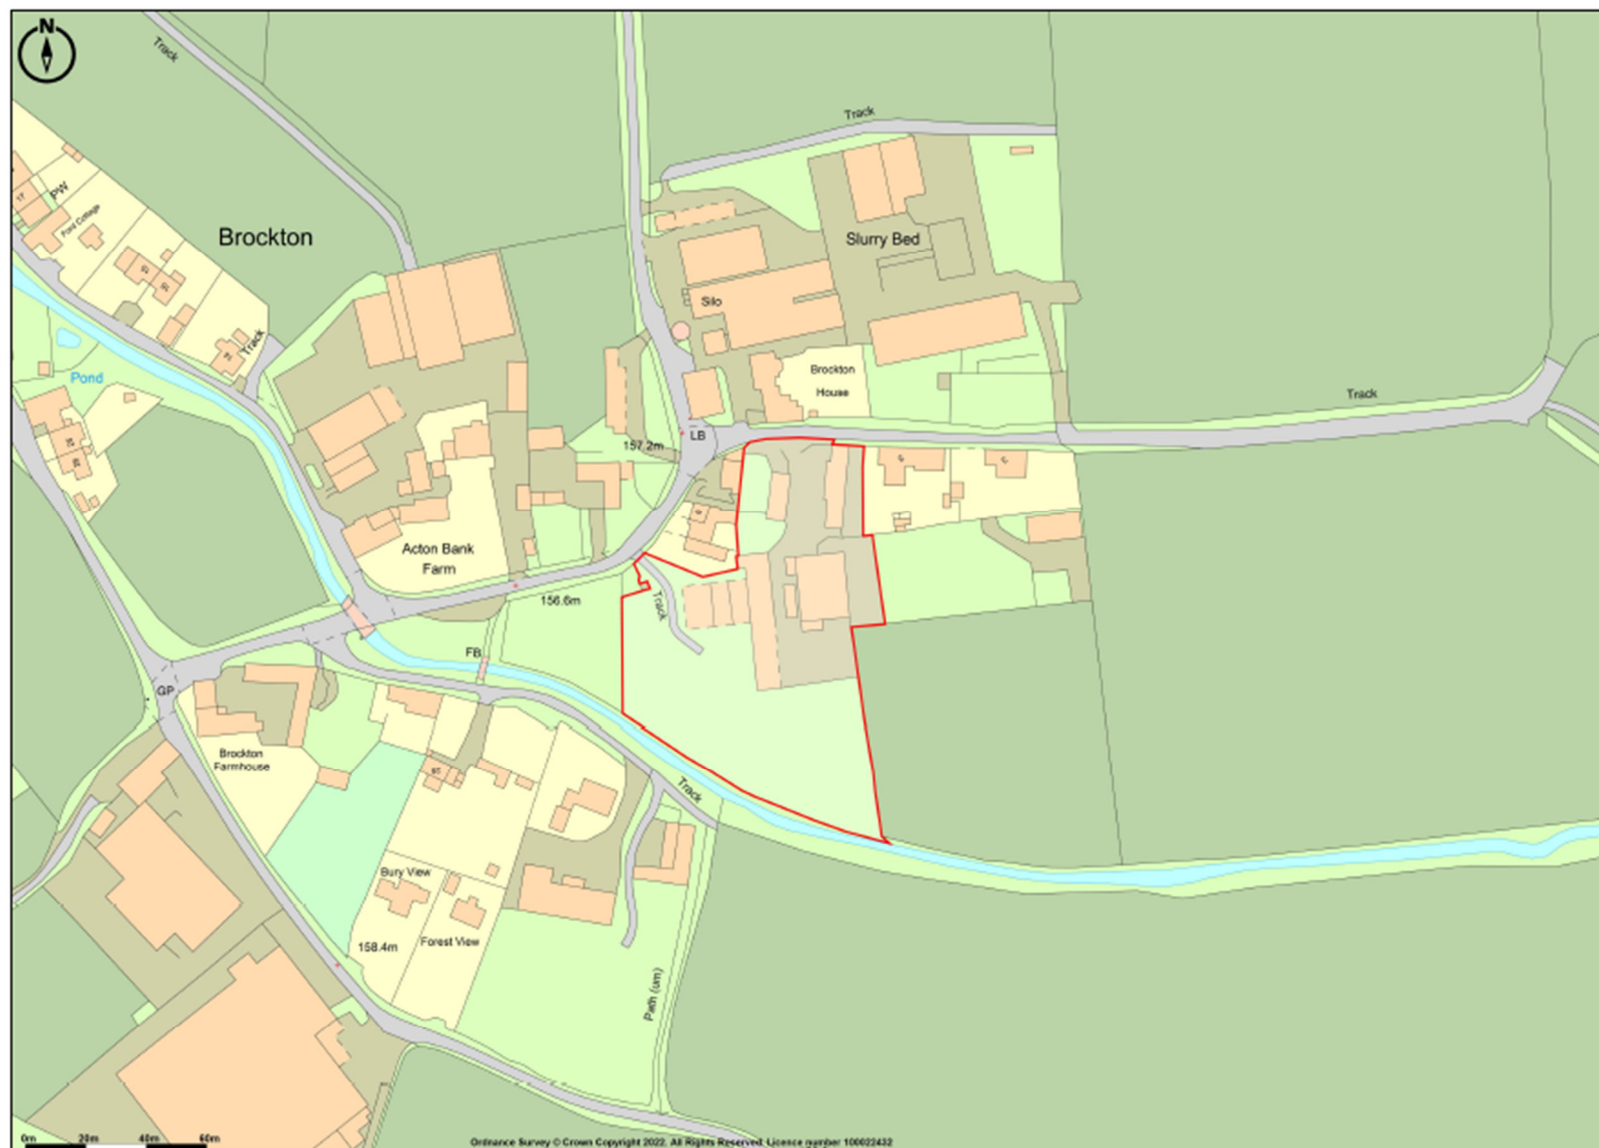 N
Track
Track
PW
17
Ford Cottage
Brockton
Slurry Bed
Silo
Track
Pond
Brockton
House
Track
157.2m
LB
Acton Bank
Farm
156.6m
Track
FB
GP
Brockton
Farmhouse
Track
Bury View
Forest View
158.4m
Path (um)
0m 20m 40m 60m
Ordnance Survey © Crown Copyright 2022. All Rights Reserved. Licence number 100022432